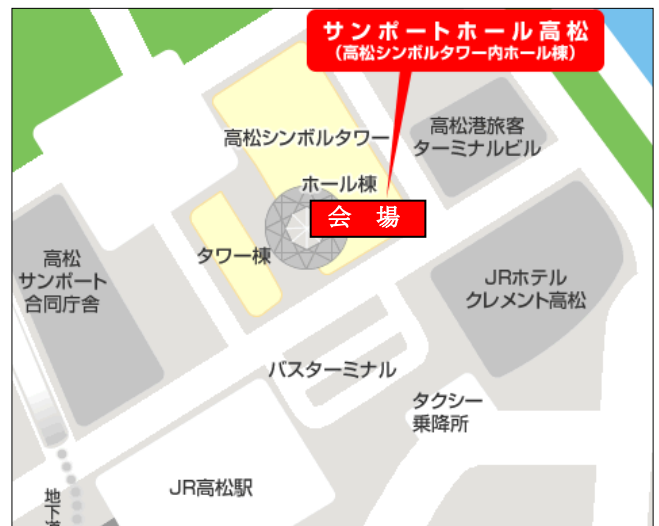 サンポートホール高松
（高松シンボルタワー内ホール棟）
高松シンボルタワー
高松港旅客
ターミナルビル
ホール棟
会 場
タワー棟
高松
サンポート
合同庁舎
JRホテル
クレメント高松
バスターミナル
タクシー
乗降所
JR高松駅
地下道